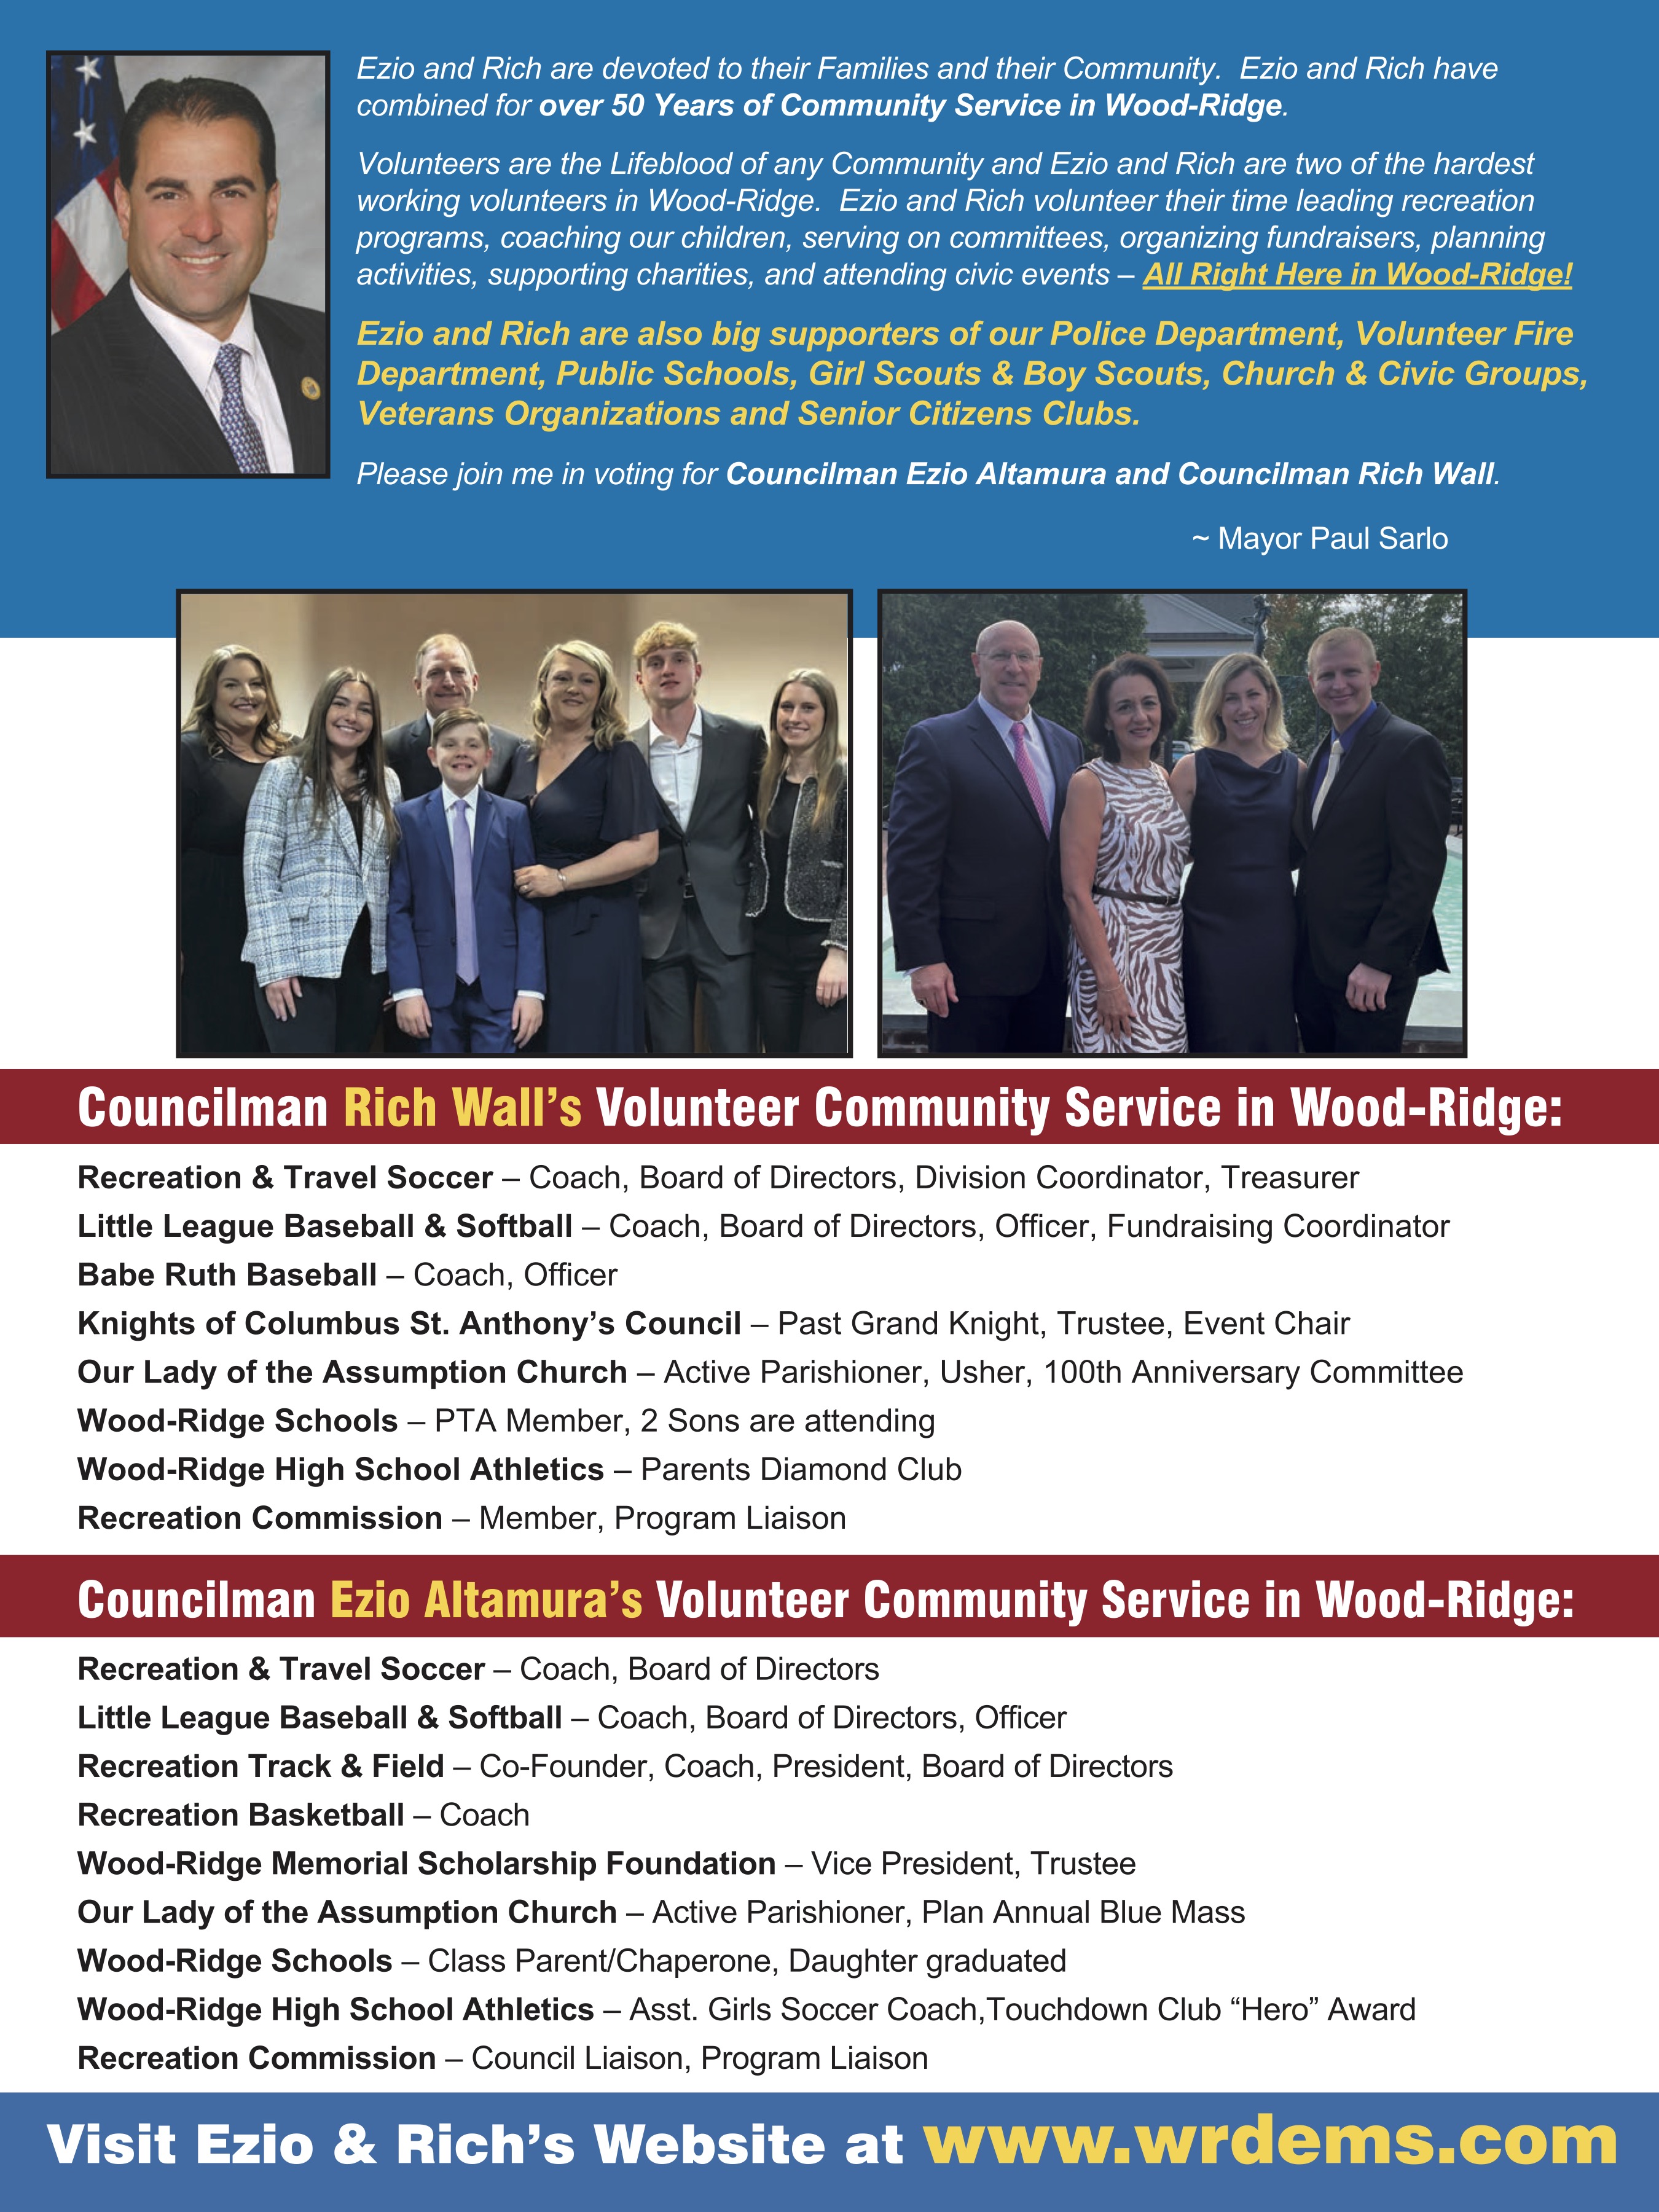 Ezio and Rich are devoted to their Families and their Community.  Ezio and Rich have
combined for over 50 Years of Community Service in Wood-Ridge.
Volunteers are the Lifeblood of any Community and Ezio and Rich are two of the hardest
working volunteers in Wood-Ridge.  Ezio and Rich volunteer their time leading recreation
programs, coaching our children, serving on committees, organizing fundraisers, planning
activities, supporting charities, and attending civic events – All Right Here in Wood-Ridge!
Ezio and Rich are also big supporters of our Police Department, Volunteer Fire
Department, Public Schools, Girl Scouts & Boy Scouts, Church & Civic Groups,
Veterans Organizations and Senior Citizens Clubs.
Please join me in voting for Councilman Ezio Altamura and Councilman Rich Wall.
~ Mayor Paul Sarlo
Councilman Rich Wall’s Volunteer Community Service in Wood-Ridge:
Recreation & Travel Soccer – Coach, Board of Directors, Division Coordinator, Treasurer
Little League Baseball & Softball – Coach, Board of Directors, Officer, Fundraising Coordinator
Babe Ruth Baseball – Coach, Officer
Knights of Columbus St. Anthony’s Council – Past Grand Knight, Trustee, Event Chair
Our Lady of the Assumption Church – Active Parishioner, Usher, 100th Anniversary Committee
Wood-Ridge Schools – PTA Member, 2 Sons are attending
Wood-Ridge High School Athletics – Parents Diamond Club
Recreation Commission – Member, Program Liaison
Councilman Ezio Altamura’s Volunteer Community Service in Wood-Ridge:
Recreation & Travel Soccer – Coach, Board of Directors
Little League Baseball & Softball – Coach, Board of Directors, Officer
Recreation Track & Field – Co-Founder, Coach, President, Board of Directors
Recreation Basketball – Coach
Wood-Ridge Memorial Scholarship Foundation – Vice President, Trustee
Our Lady of the Assumption Church – Active Parishioner, Plan Annual Blue Mass
Wood-Ridge Schools – Class Parent/Chaperone, Daughter graduated
Wood-Ridge High School Athletics – Asst. Girls Soccer Coach,Touchdown Club “Hero” Award
Recreation Commission – Council Liaison, Program Liaison
Visit Ezio & Rich’s Website at www.wrdems.com